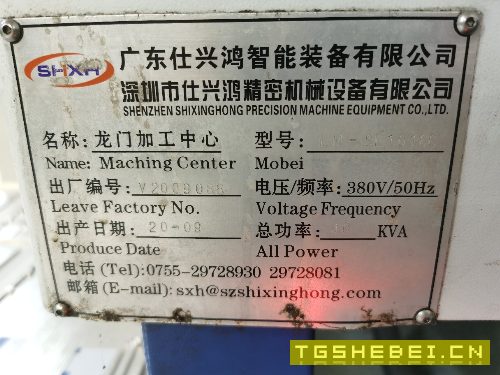 SHXH
广东仕兴鸿智能装备有限公司
深圳市仕兴鸿精密机械设备有限公司
SHENZHEN SHIXINGHONG PRECISION MACHINE EQUIPMENT CO.,LTD.
名称: 龙门加工中心 型号:
Name: Maching Center Mobei
出厂编号: 电压/频率: 380V/50Hz
Leave Factory No. Voltage Frequency
出产日期: 20-09 总功率: KVA
Produce Date All Power
电话 (Tel):0755-29728930 29728081
邮箱 (E-mail): sxh@szshixinghong.com
TGSHEBEI.CN